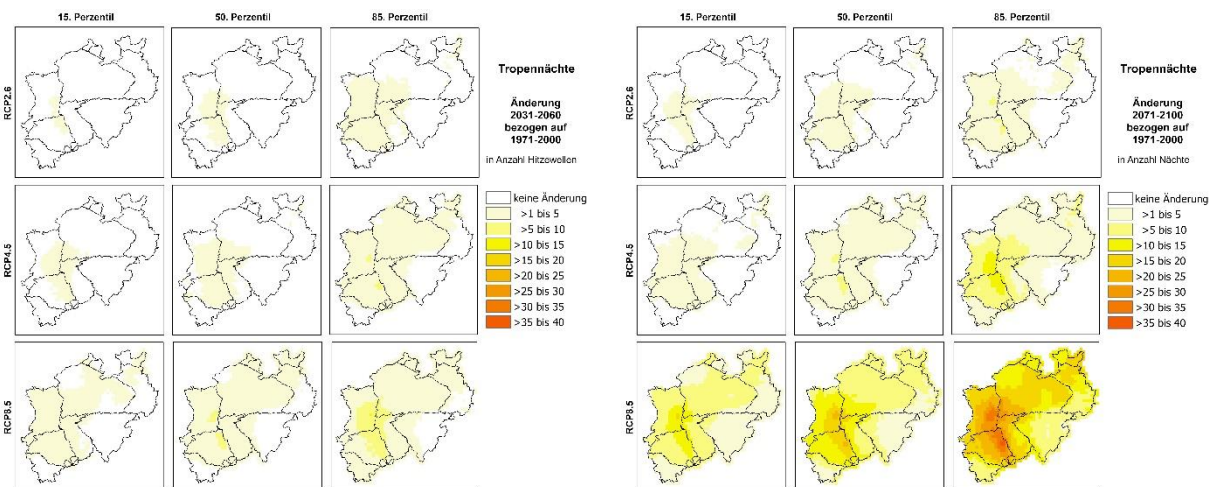 15. Perzentil
50. Perzentil
85. Perzentil
RCP2.6
RCP4.5
RCP8.5
Tropennächte
Änderung
2031-2060
bezogen auf
1971-2000
in Anzahl Hitzewellen
keine Änderung
>1 bis 5
>5 bis 10
>10 bis 15
>15 bis 20
>20 bis 25
>25 bis 30
>30 bis 35
>35 bis 40
15. Perzentil
50. Perzentil
85. Perzentil
RCP2.6
RCP4.5
RCP8.5
Tropennächte
Änderung
2071-2100
bezogen auf
1971-2000
in Anzahl Nächte
keine Änderung
>1 bis 5
>5 bis 10
>10 bis 15
>15 bis 20
>20 bis 25
>25 bis 30
>30 bis 35
>35 bis 40